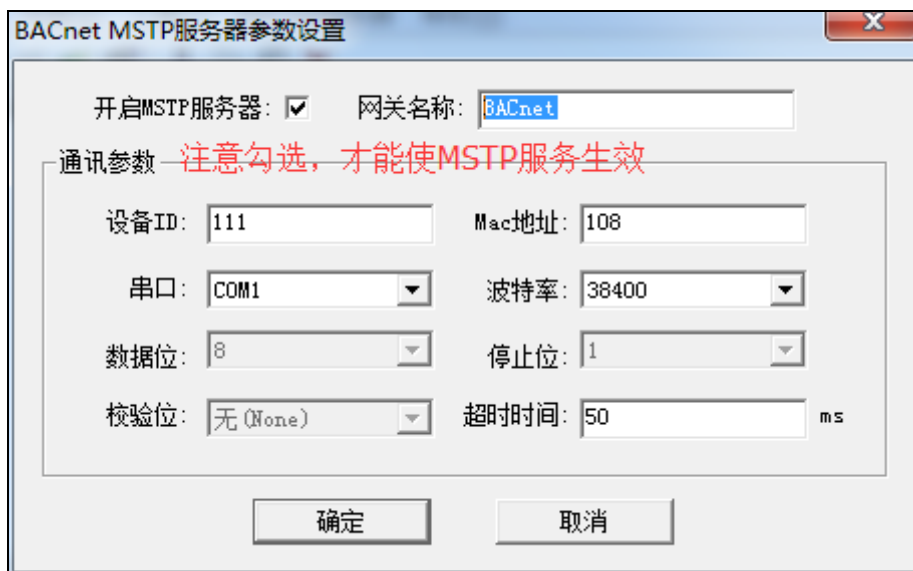 BACnet MSTP服务器参数设置
开启MSTP服务器: 网关名称: BACnet
通讯参数 注意勾选，才能使MSTP服务生效
设备ID: 111 Mac地址: 108
串口: COM1 波特率: 38400
数据位: 8 停止位: 1
校验位: 无(None) 超时时间: 50 ms
确定 取消